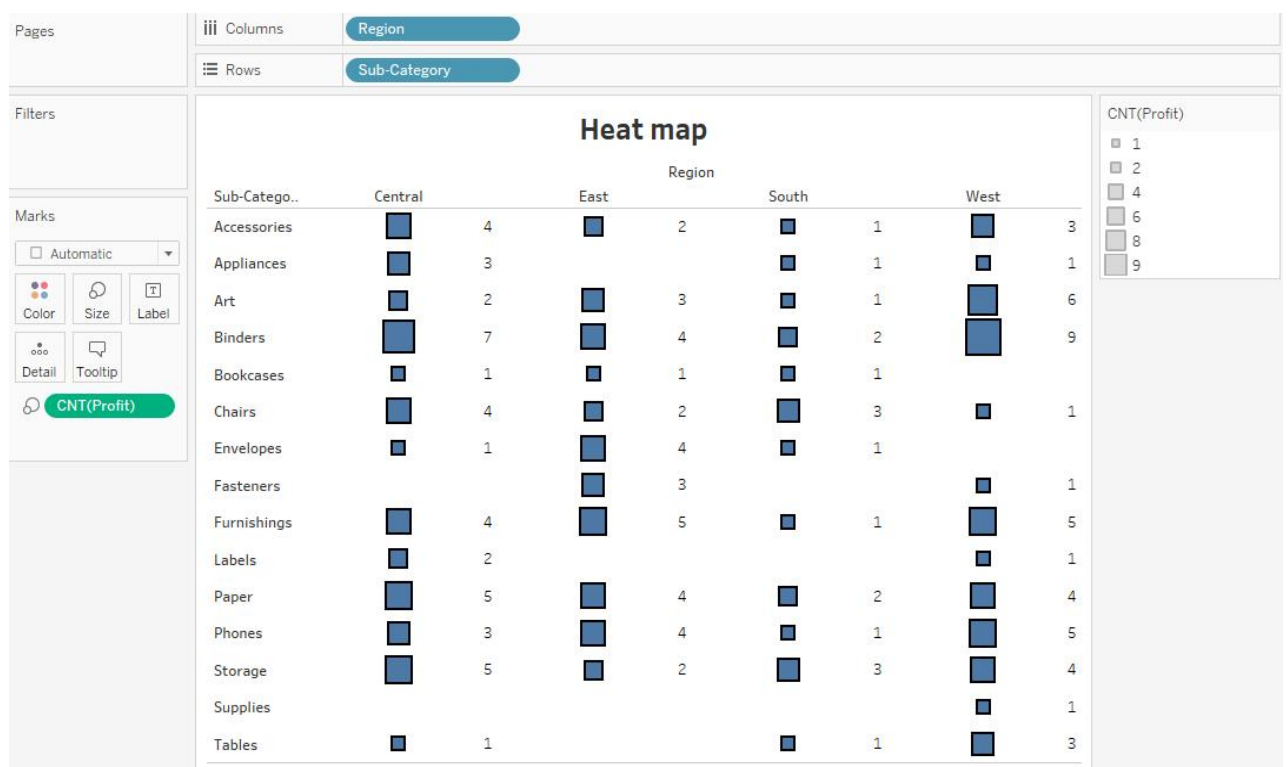 Pages
Columns Region
Rows Sub-Category
Filters
Marks
Automatic
Color Size Label
Detail Tooltip
CNT(Profit)
Heat map
Region
Sub-Catego.. Central East South West
Accessories 4 2 1 3
Appliances 3 1 1
Art 2 3 1 6
Binders 7 4 2 9
Bookcases 1 1 1
Chairs 4 2 3 1
Envelopes 1 4 1
Fasteners 3 1
Furnishings 4 5 1 5
Labels 2 1
Paper 5 4 2 4
Phones 3 4 1 5
Storage 5 2 3 4
Supplies 1
Tables 1 1 3
CNT(Profit)
1
2
4
6
8
9